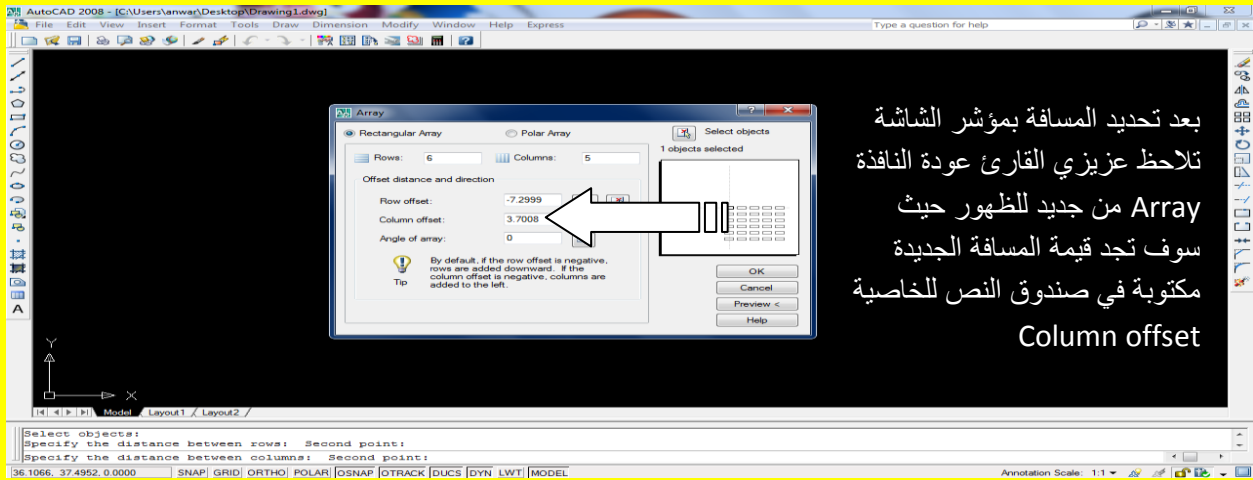 AutoCAD 2008 - [C:\Users\anwar\Desktop\Drawing1.dwg]
File Edit View Insert Format Tools Draw Dimension Modify Window Help Express
Type a question for help
Array
Rectangular Array
Polar Array
Select objects
1 objects selected
Rows: 6
Columns: 5
Offset distance and direction
Row offset: -7.2999
Column offset: 3.7008
Angle of array: 0
Tip
By default, if the row offset is negative,
rows are added downward. If the
column offset is negative, columns are
added to the left.
OK
Cancel
Preview <
Help
بعد تحديد المسافة بمؤشر الشاشة
تلاحظ عزيزي القارئ عودة النافذة
Array من جديد للظهور حيث
سوف تجد قيمة المسافة الجديدة
مكتوبة في صندوق النص للخاصية
Column offset
Y
X
A
Model Layout1 Layout2
Select objects:
Specify the distance between rows: Second point:
Specify the distance between columns: Second point:
36.1066, 37.4952, 0.0000 SNAP GRID ORTHO POLAR OSNAP OTRACK DUCS DYN LWT MODEL
Annotation Scale: 1:1